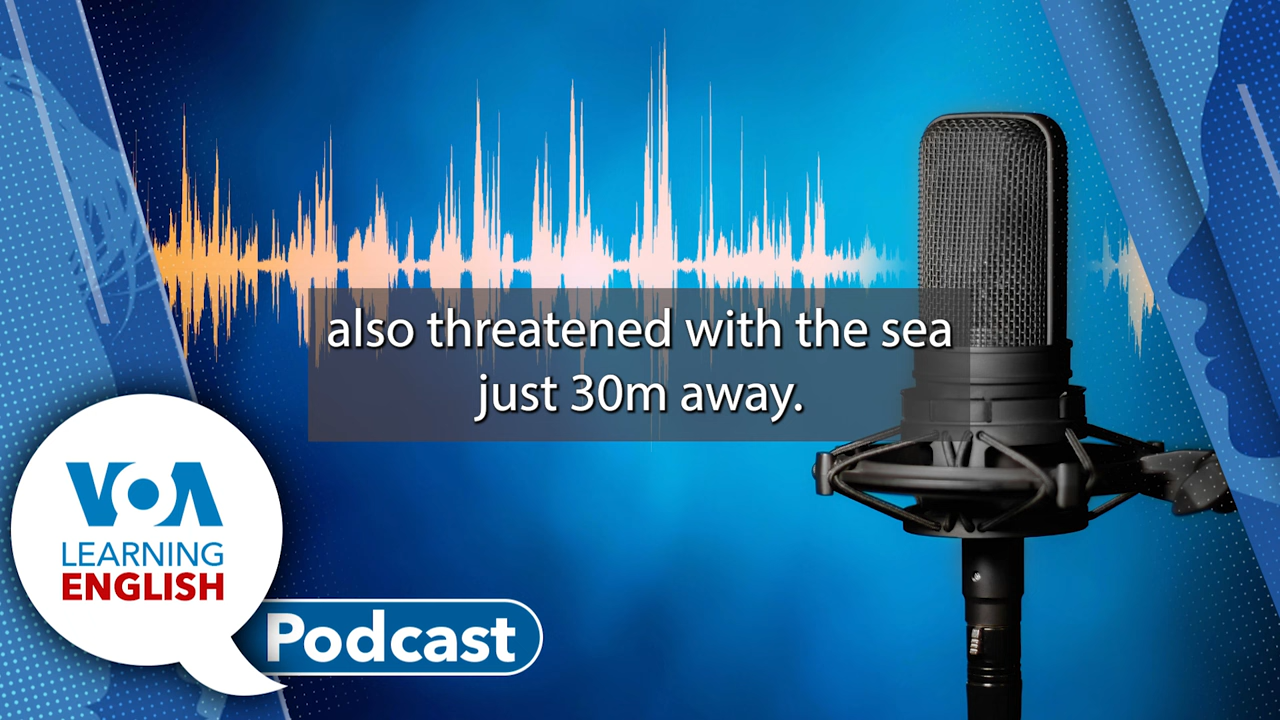 also threatened with the sea
just 30m away.
VOA
LEARNING
ENGLISH
Podcast